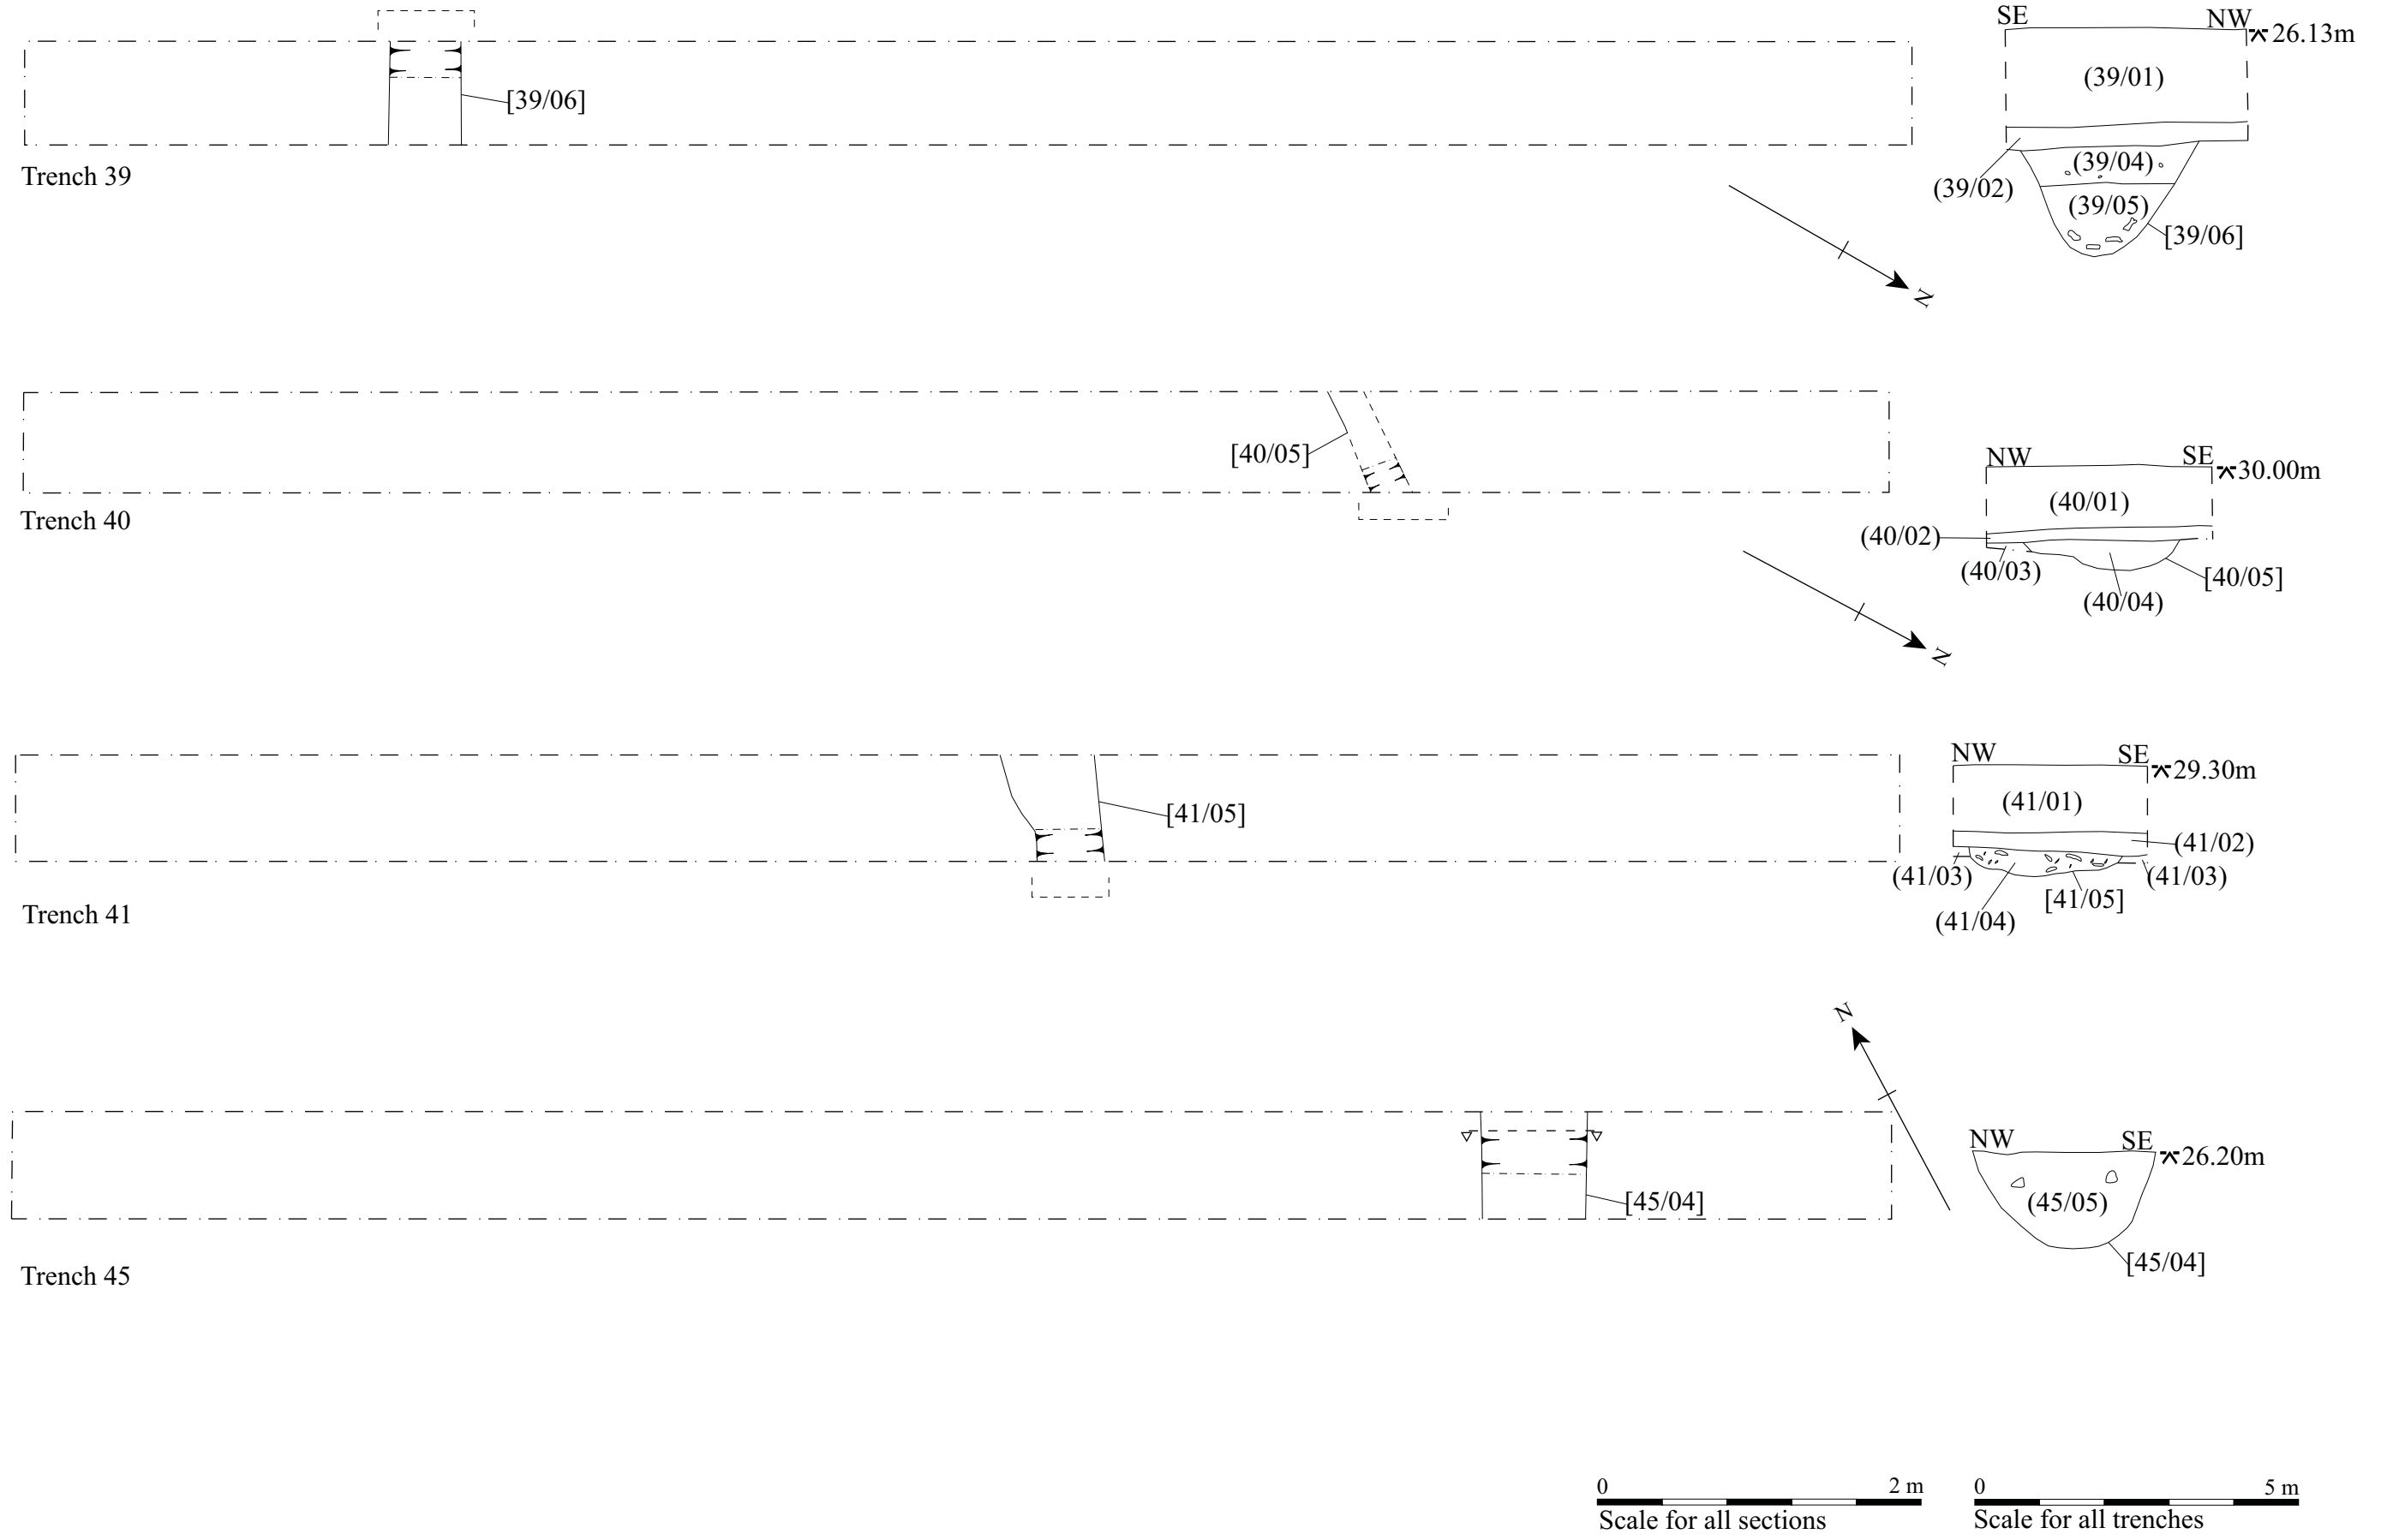 SE NW
26.13m
(39/01)
[39/06]
(39/04)
Trench 39
(39/02)
(39/05)
[39/06]
N
NW SE
[40/05]
30.00m
(40/01)
Trench 40
(40/02)
(40/03)
[40/05]
(40/04)
N
NW SE
29.30m
(41/01)
[41/05]
(41/02)
(41/03) (41/03)
[41/05]
Trench 41
(41/04)
N
NW SE
26.20m
[45/04]
(45/05)
[45/04]
Trench 45
0 2 m
Scale for all sections
0 5 m
Scale for all trenches